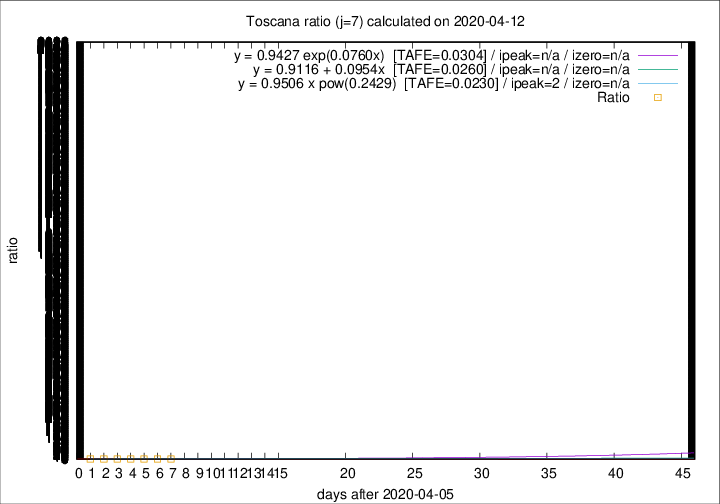 Toscana ratio (j=7) calculated on 2020-04-12
y = 0.9427 exp(0.0760x) [TAFE=0.0304] / ipeak=n/a / izero=n/a
y = 0.9116 + 0.0954x [TAFE=0.0260] / ipeak=n/a / izero=n/a
y = 0.9506 x pow(0.2429) [TAFE=0.0230] / ipeak=2 / izero=n/a
Ratio
ratio
0 1 2 3 4 5 6 7 8 9 10 11 12 13 14 15 20 25 30 35 40 45
days after 2020-04-05